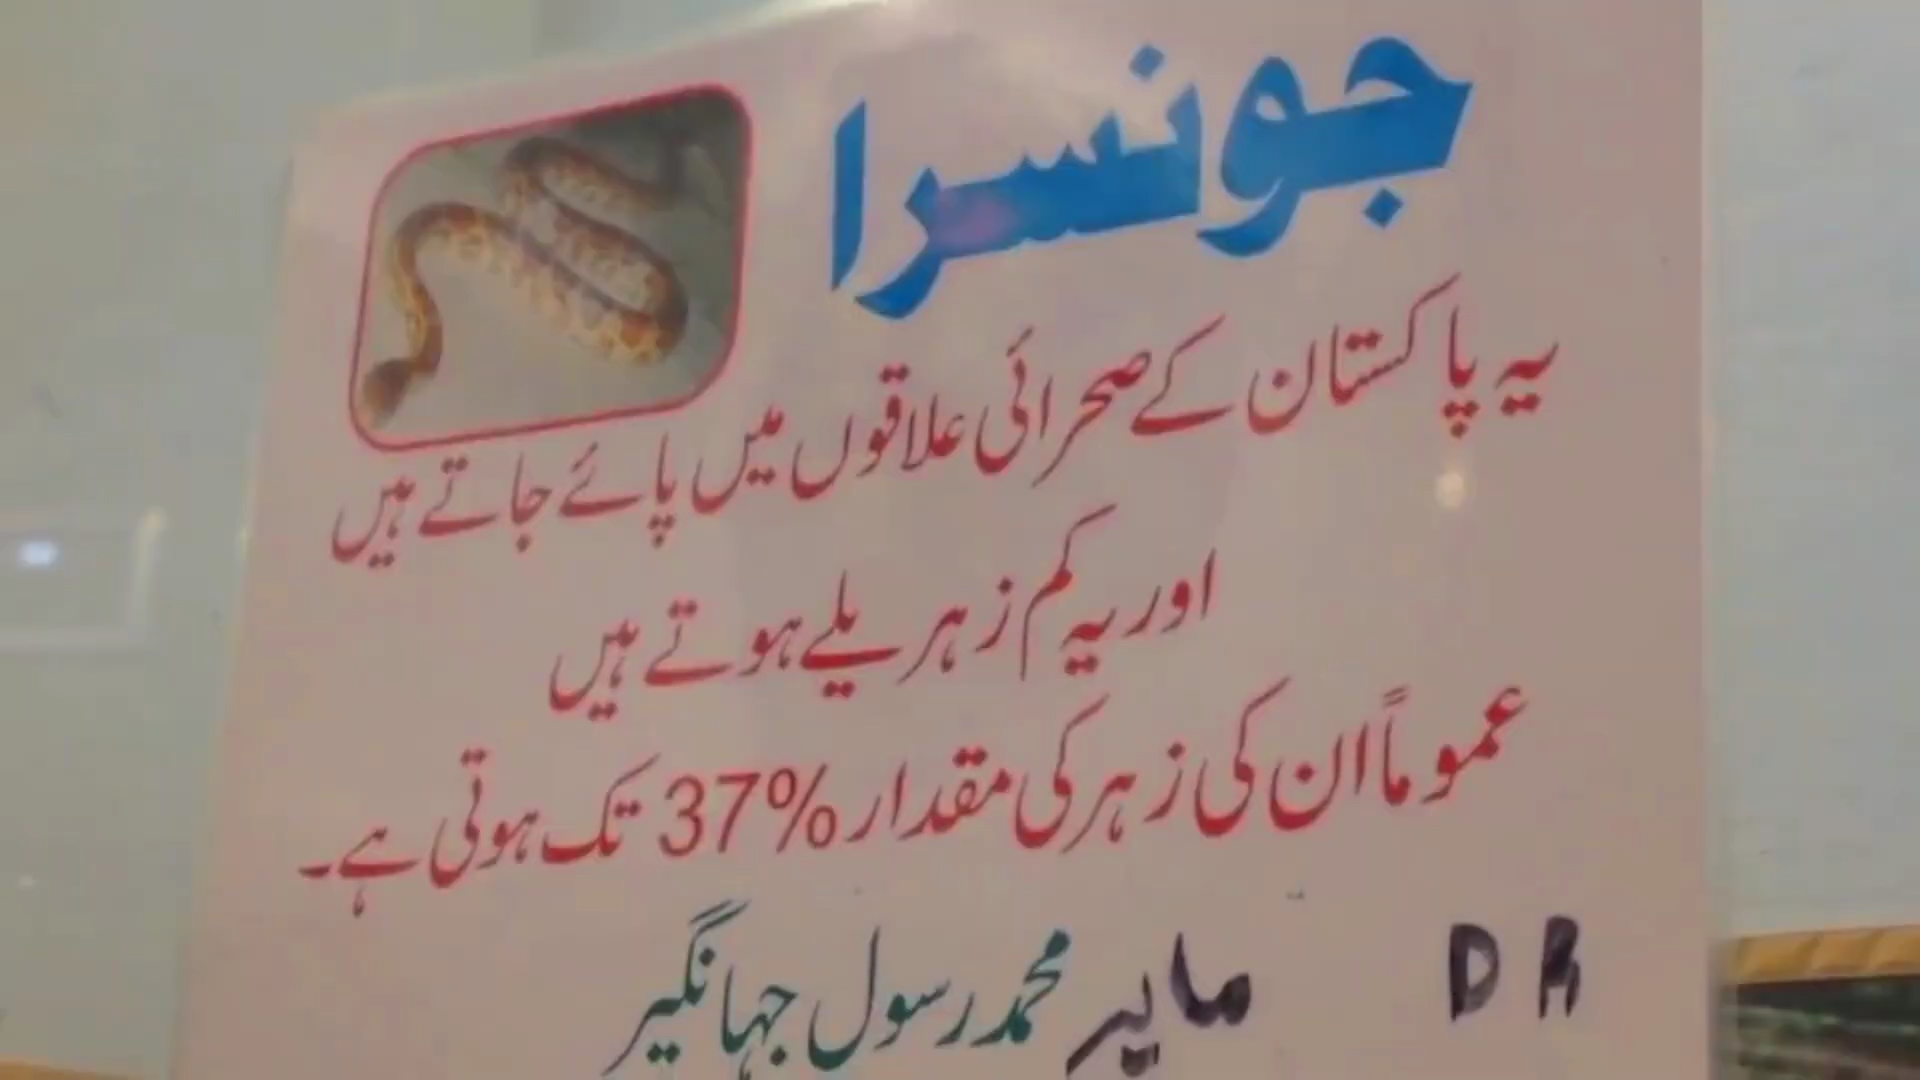 جونسرا
یہ پاکستان کے صحرائی علاقوں میں پائے جاتے ہیں
اور یہ کم زہریلے ہوتے ہیں
عموماً ان کی زہر کی مقدار 37% تک ہوتی ہے۔
DR ماہر محمد رسول جہانگیر